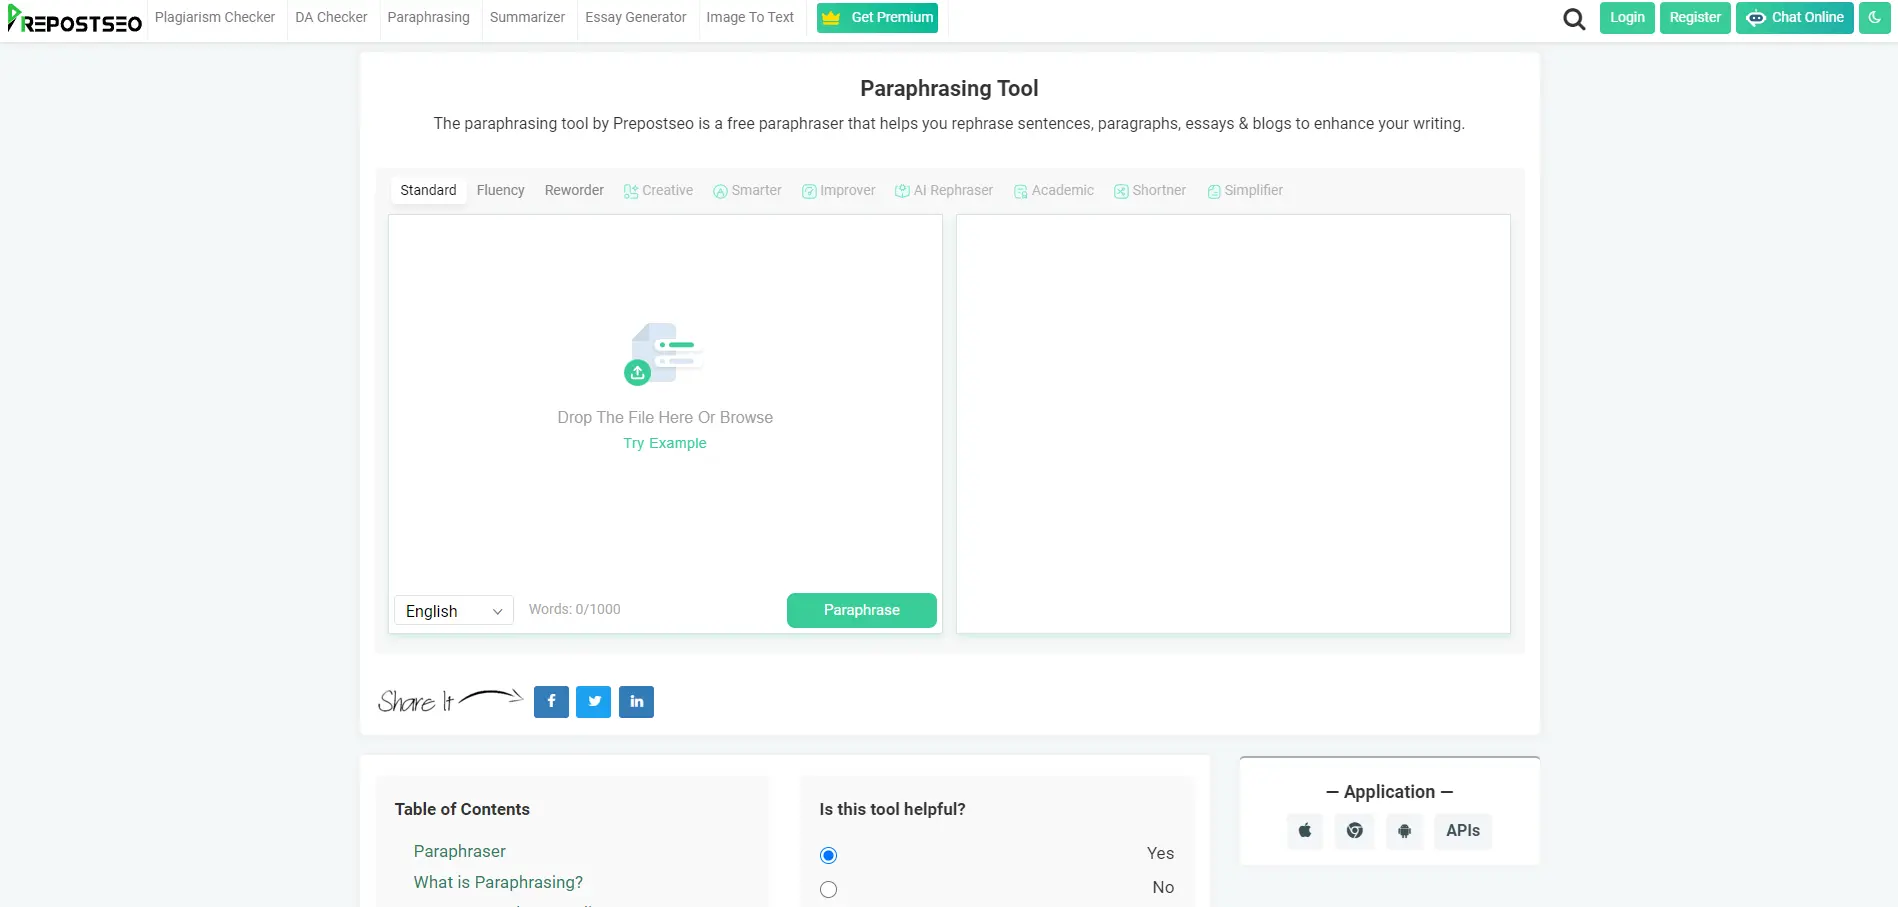 PREPOSTSEO
Plagiarism Checker
DA Checker
Paraphrasing
Summarizer
Essay Generator
Image To Text
Get Premium
Login
Register
Chat Online
Paraphrasing Tool
The paraphrasing tool by Prepostseo is a free paraphraser that helps you rephrase sentences, paragraphs, essays & blogs to enhance your writing.
Standard
Fluency
Reworder
Creative
Smarter
Improver
AI Rephraser
Academic
Shortner
Simplifier
Drop The File Here Or Browse
Try Example
English
Words: 0/1000
Paraphrase
Share It
Table of Contents
Paraphraser
What is Paraphrasing?
Is this tool helpful?
Yes
No
— Application —
APIs